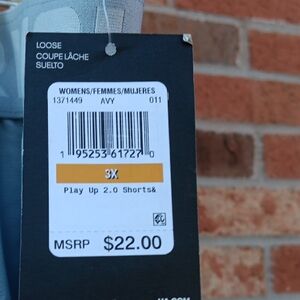 LOOSE
COUPE LÂCHE
SUELTO
WOMENS/FEMMES/MUJERES
1371449 AVY 011
1 95253 61727 0
3X
Play Up 2.0 Shorts&
MSRP $22.00